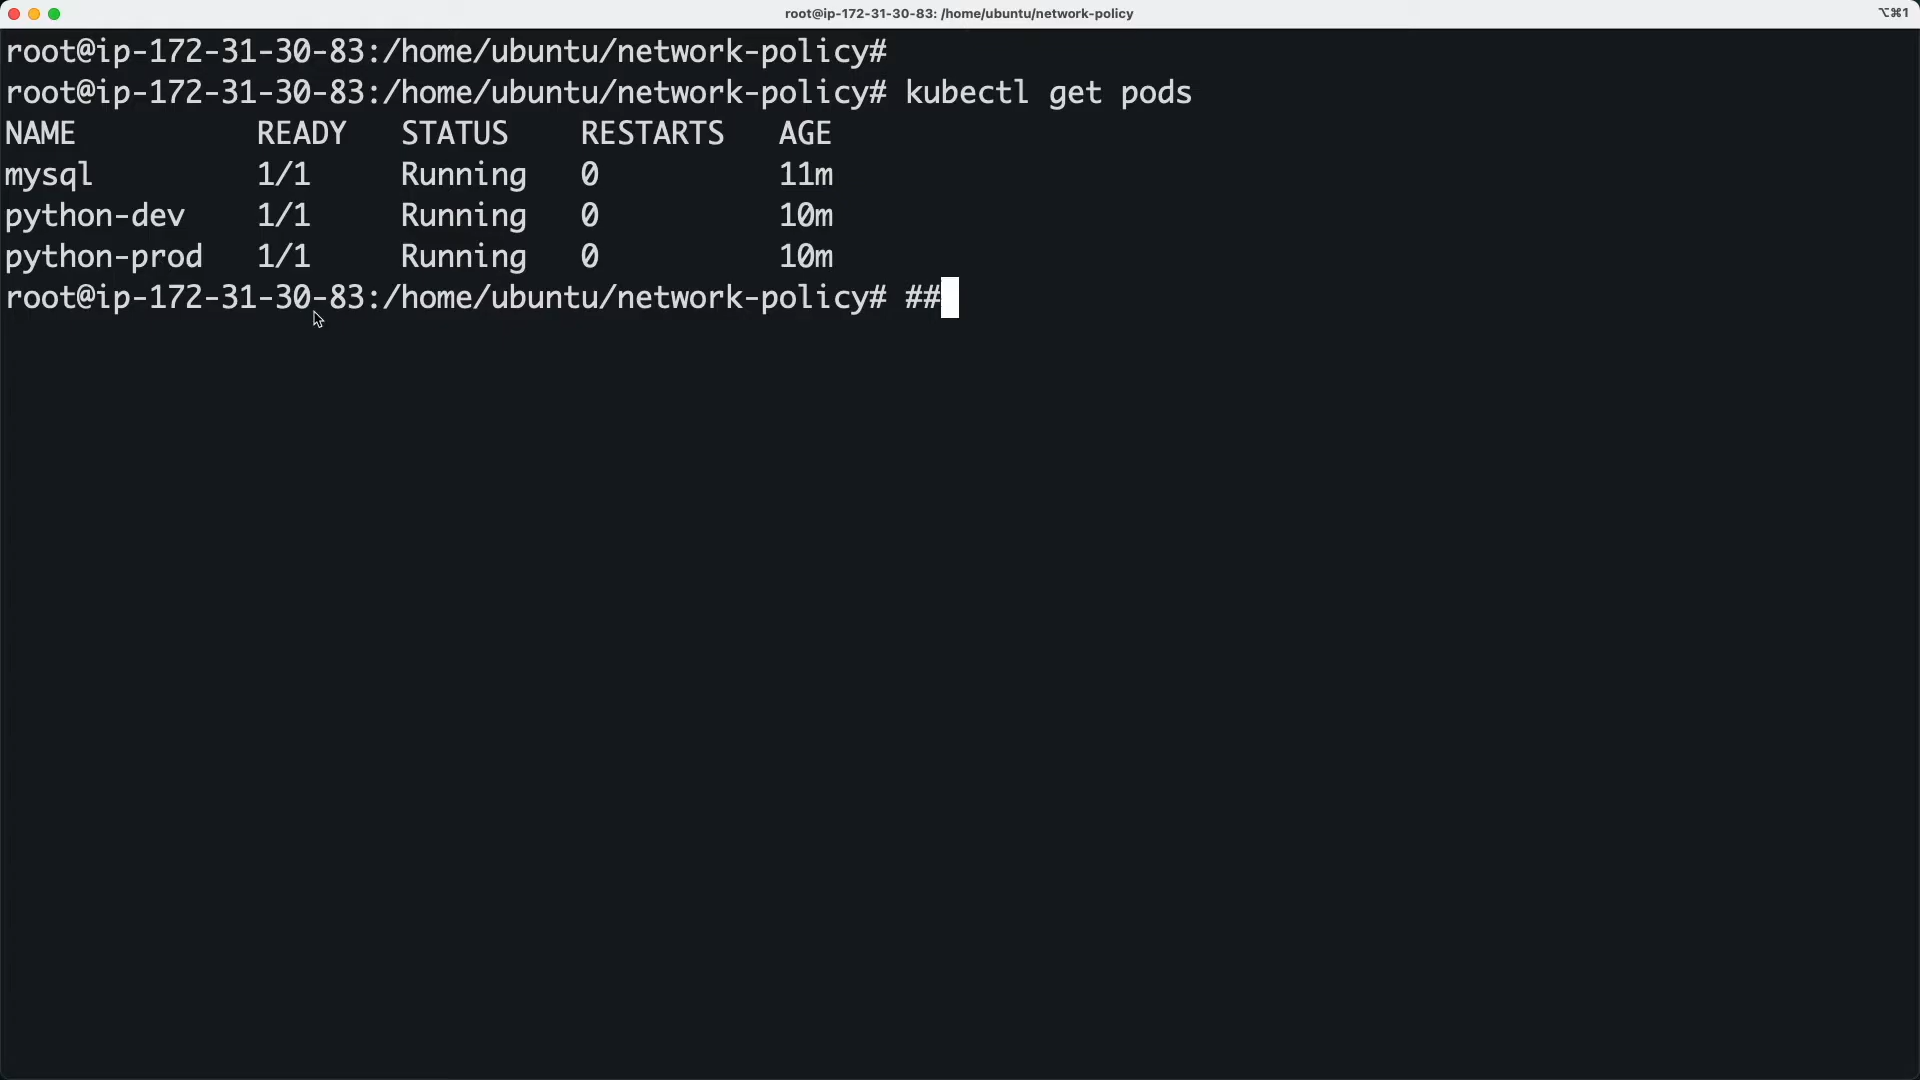 root@ip-172-31-30-83: /home/ubuntu/network-policy
⌥⌘1
root@ip-172-31-30-83:/home/ubuntu/network-policy#
root@ip-172-31-30-83:/home/ubuntu/network-policy# kubectl get pods
NAME          READY   STATUS    RESTARTS   AGE
mysql         1/1     Running   0          11m
python-dev    1/1     Running   0          10m
python-prod   1/1     Running   0          10m
root@ip-172-31-30-83:/home/ubuntu/network-policy# ##